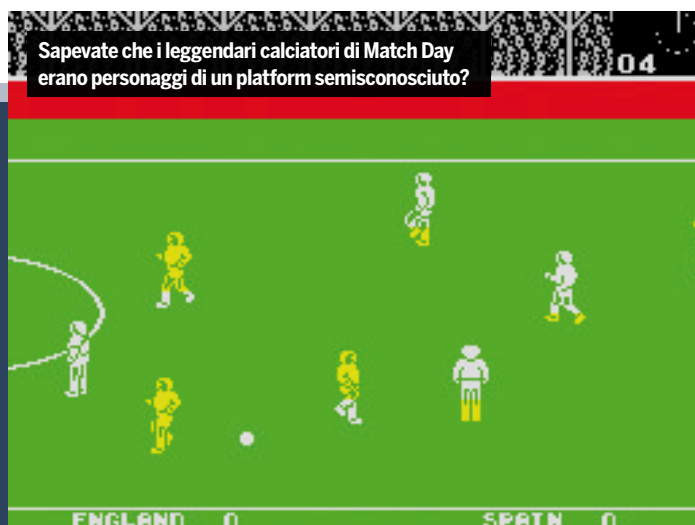 Sapevate che i leggendari calciatori di Match Day
erano personaggi di un platform semisconosciuto?
04
ENGLAND 0 SPAIN 0